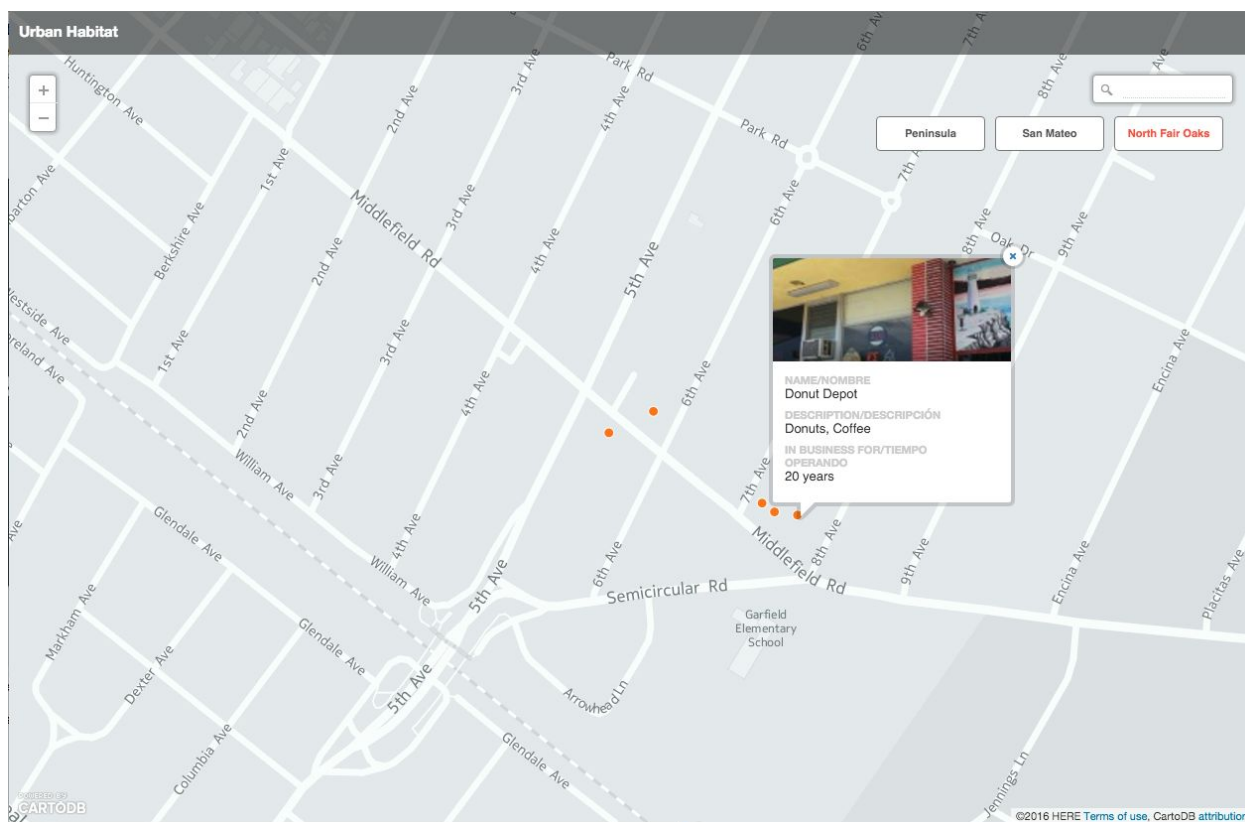 Urban Habitat
+
−
Peninsula
San Mateo
North Fair Oaks
6th Ave
7th A
Ave
Huntington Ave
2nd Ave
3rd Ave
Park Rd
4th Ave
8th Ave
Park Rd
7th A
barton Ave
1st Ave
Middlefield Rd
3rd Ave
6th Ave
Berkshire Ave
2nd Ave
4th Ave
5th Ave
8th Ave
Oak Dr
9th Ave
×
NAME/NOMBRE
Donut Depot
DESCRIPTION/DESCRIPCIÓN
Donuts, Coffee
IN BUSINESS FOR/TIEMPO
OPERANDO
20 years
Westside Ave
reland Ave
1st Ave
3rd Ave
4th Ave
6th Ave
Encina Ave
2nd Ave
William Ave
3rd Ave
7th Ave
Glendale Ave
4th Ave
William Ave
5th Ave
6th Ave
Middlefield Rd
8th Ave
9th Ave
Encina Ave
Placitas Ave
Ave
Semicircular Rd
Garfield
Elementary
School
Markham Ave
Glendale Ave
Dexter Ave
5th Ave
Arrowhead Ln
Columbia Ave
Glendale Ave
Jennings Ln
POWERED BY
CARTODB
©2016 HERE Terms of use, CartoDB attribution